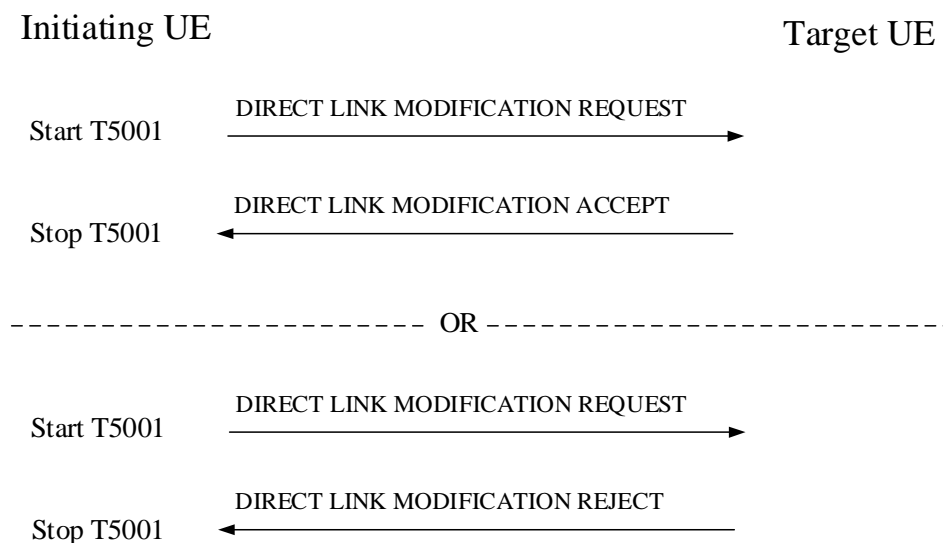 Initiating UE
Target UE
DIRECT LINK MODIFICATION REQUEST
Start T5001
DIRECT LINK MODIFICATION ACCEPT
Stop T5001
OR
DIRECT LINK MODIFICATION REQUEST
Start T5001
DIRECT LINK MODIFICATION REJECT
Stop T5001